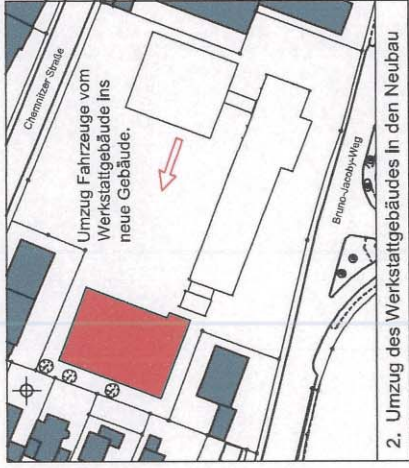 Chemnitzer Straße
Umzug Fahrzeuge vom
Werkstattgebäude ins
neue Gebäude.
Bruno-Jacoby-Weg
2. Umzug des Werkstattgebäudes in den Neubau